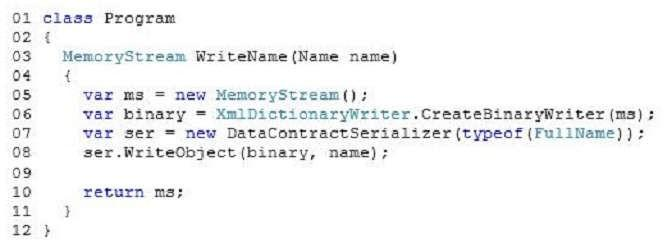 01 class Program
02 {
03   MemoryStream WriteName(Name name)
04   {
05     var ms = new MemoryStream();
06     var binary = XmlDictionaryWriter.CreateBinaryWriter(ms);
07     var ser = new DataContractSerializer(typeof(FullName));
08     ser.WriteObject(binary, name);
09
10     return ms;
11   }
12 }